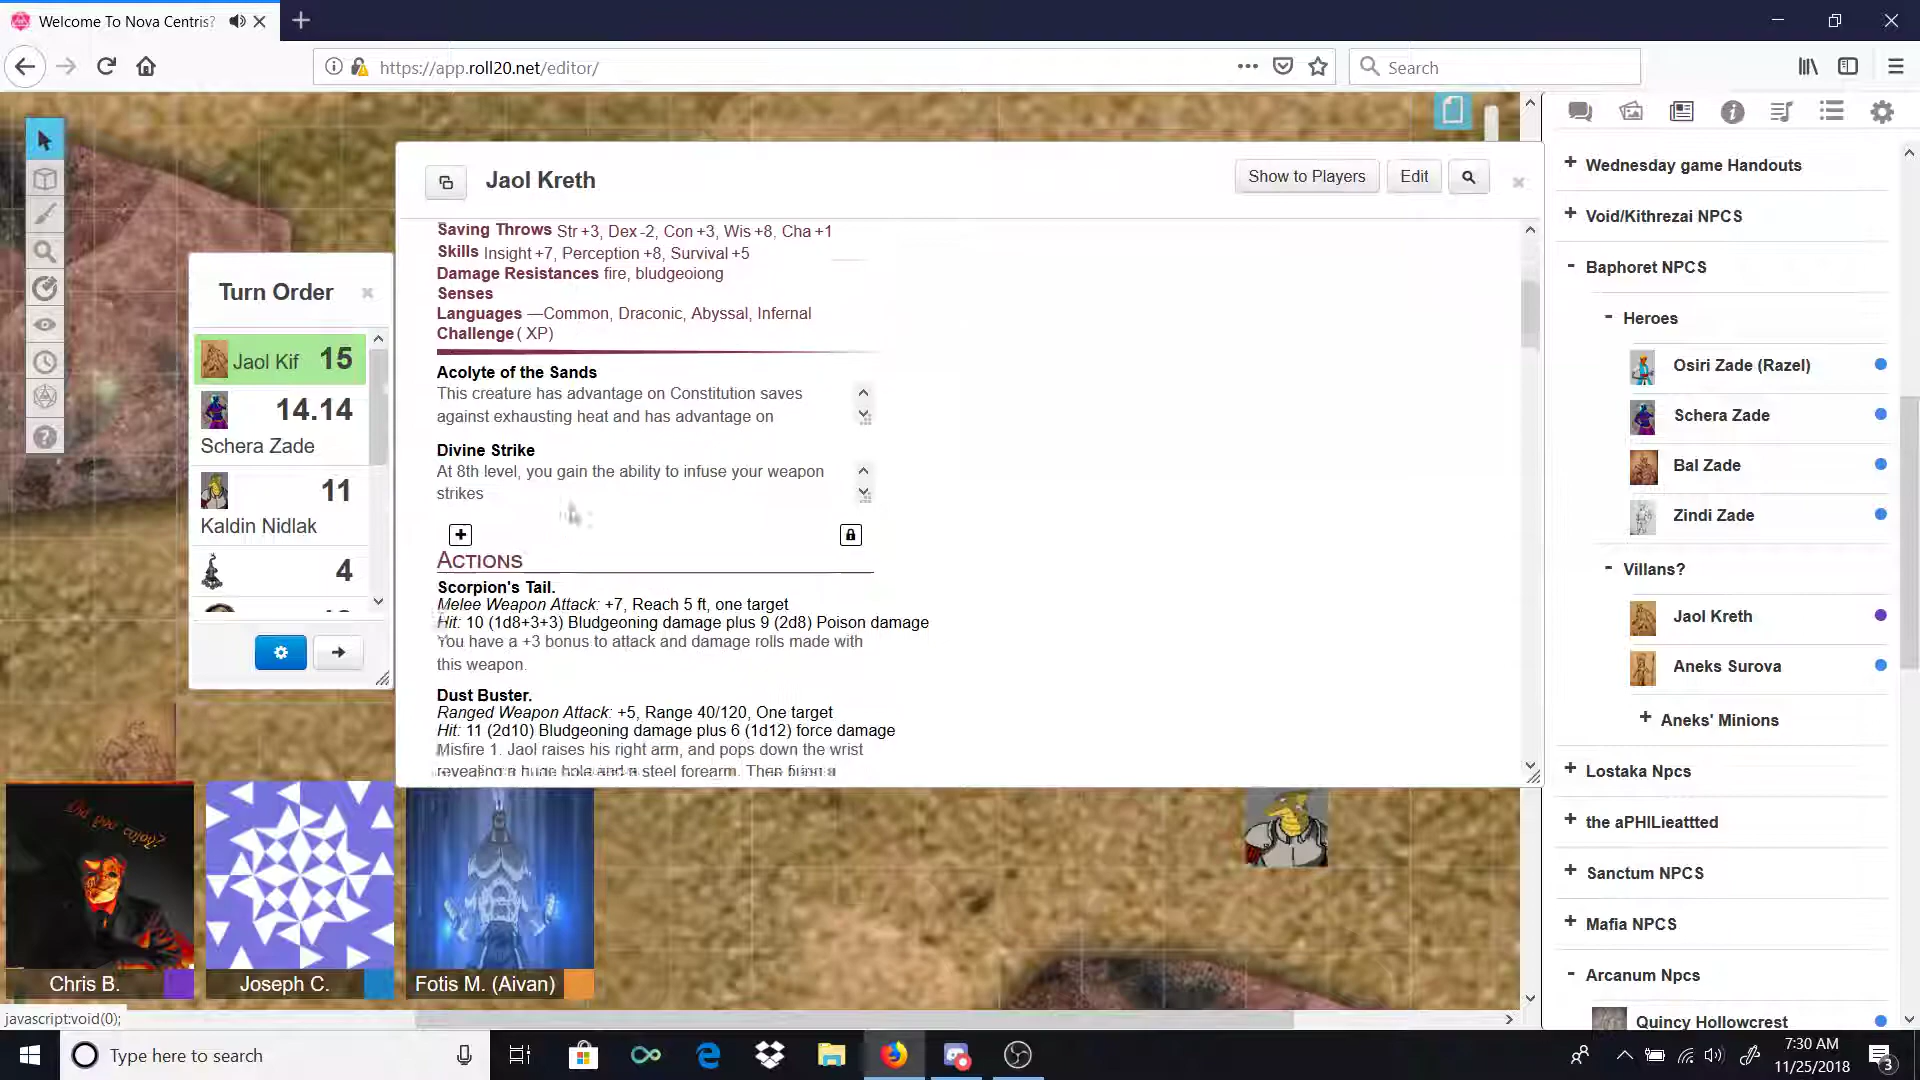 Welcome To Nova Centris?
https://app.roll20.net/editor/
Search
Jaol Kreth
Show to Players
Edit
Saving Throws Str +3, Dex -2, Con +3, Wis +8, Cha +1
Skills Insight +7, Perception +8, Survival +5
Damage Resistances fire, bludgeoiong
Senses
Languages —Common, Draconic, Abyssal, Infernal
Challenge ( XP)
Acolyte of the Sands
This creature has advantage on Constitution saves
against exhausting heat and has advantage on
Divine Strike
At 8th level, you gain the ability to infuse your weapon
strikes
ACTIONS
Scorpion's Tail.
Melee Weapon Attack: +7, Reach 5 ft, one target
Hit: 10 (1d8+3+3) Bludgeoning damage plus 9 (2d8) Poison damage
You have a +3 bonus to attack and damage rolls made with
this weapon.
Dust Buster.
Ranged Weapon Attack: +5, Range 40/120, One target
Hit: 11 (2d10) Bludgeoning damage plus 6 (1d12) force damage
Misfire 1. Jaol raises his right arm, and pops down the wrist
revealing a huge hole and a steel forearm. Then firing a
Turn Order
Jaol Kif 15
14.14
Schera Zade
11
Kaldin Nidlak
4
Wednesday game Handouts
Void/Kithrezai NPCS
Baphoret NPCS
Heroes
Osiri Zade (Razel)
Schera Zade
Bal Zade
Zindi Zade
Villans?
Jaol Kreth
Aneks Surova
Aneks' Minions
Lostaka Npcs
the aPHILieattted
Sanctum NPCS
Mafia NPCS
Arcanum Npcs
Quincy Hollowcrest
Chris B.
Joseph C.
Fotis M. (Aivan)
javascript:void(0);
Type here to search
7:30 AM
11/25/2018
3